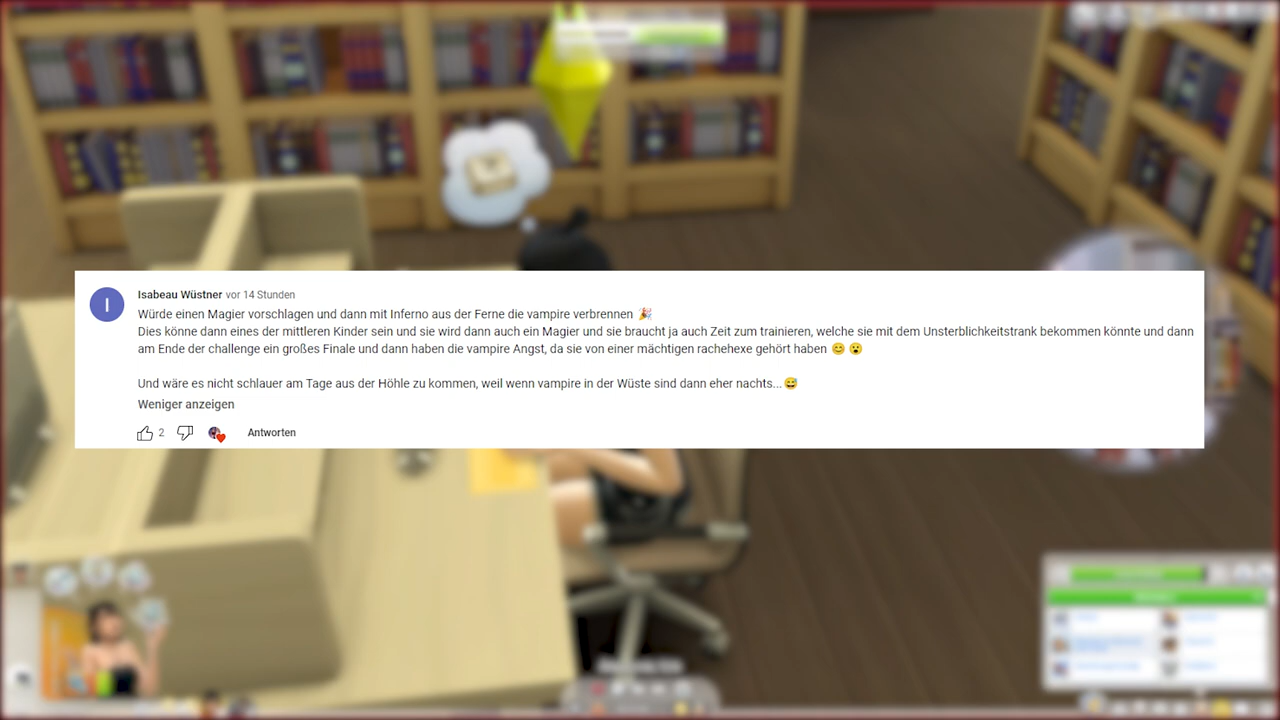 I
Isabeau Wüstner vor 14 Stunden
Würde einen Magier vorschlagen und dann mit Inferno aus der Ferne die vampire verbrennen 🎉
Dies könne dann eines der mittleren Kinder sein und sie wird dann auch ein Magier und sie braucht ja auch Zeit zum trainieren, welche sie mit dem Unsterblichkeitstrank bekommen könnte und dann
am Ende der challenge ein großes Finale und dann haben die vampire Angst, da sie von einer mächtigen rachehexe gehört haben 😊 😮
Und wäre es nicht schlauer am Tage aus der Höhle zu kommen, weil wenn vampire in der Wüste sind dann eher nachts... 😅
Weniger anzeigen
2 Antworten